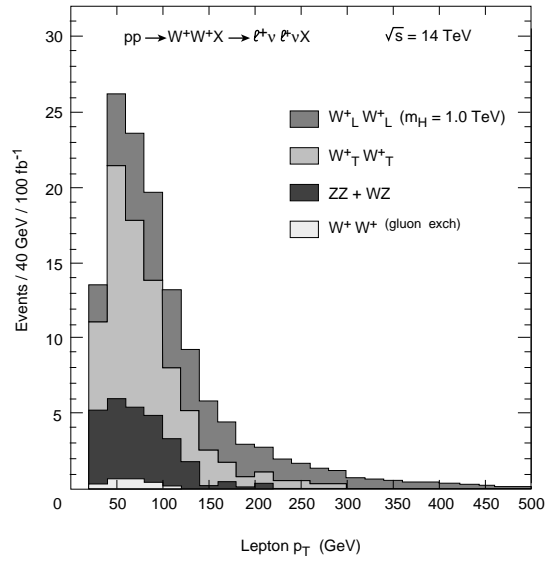 pp → W⁺W⁺X → ℓ⁺ν ℓ⁺νX √s = 14 TeV
W⁺L W⁺L (mH = 1.0 TeV)
W⁺T W⁺T
ZZ + WZ
W⁺ W⁺ (gluon exch)
Events / 40 GeV / 100 fb⁻¹
30
25
20
15
10
5
0 50 100 150 200 250 300 350 400 450 500
Lepton pT (GeV)